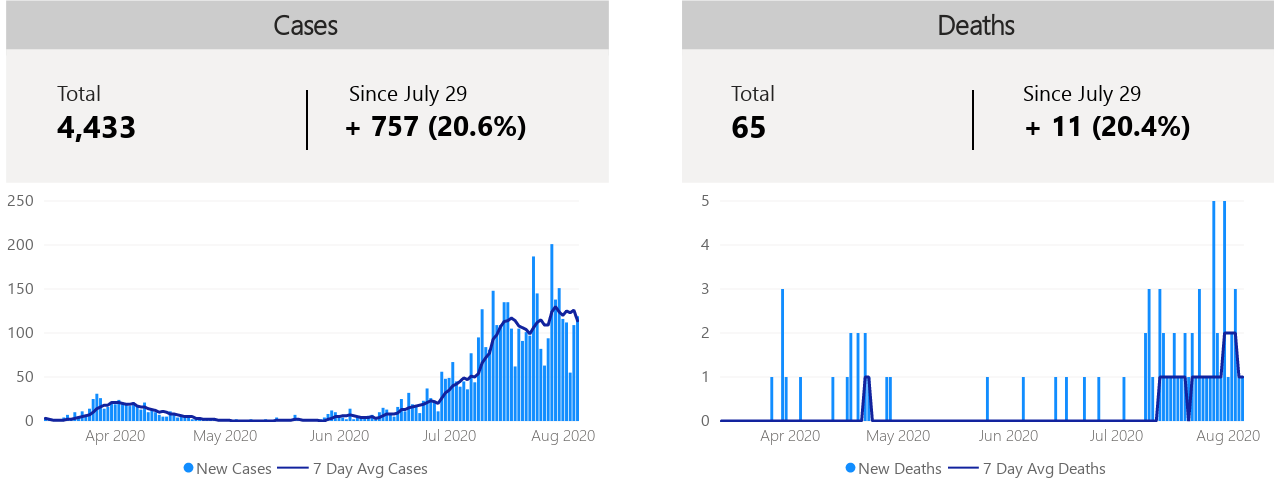 Cases
Total
Since July 29
4,433
+ 757 (20.6%)
250
200
150
100
50
0
Apr 2020
May 2020
Jun 2020
Jul 2020
Aug 2020
New Cases
7 Day Avg Cases
Deaths
Total
Since July 29
65
+ 11 (20.4%)
5
4
3
2
1
0
Apr 2020
May 2020
Jun 2020
Jul 2020
Aug 2020
New Deaths
7 Day Avg Deaths